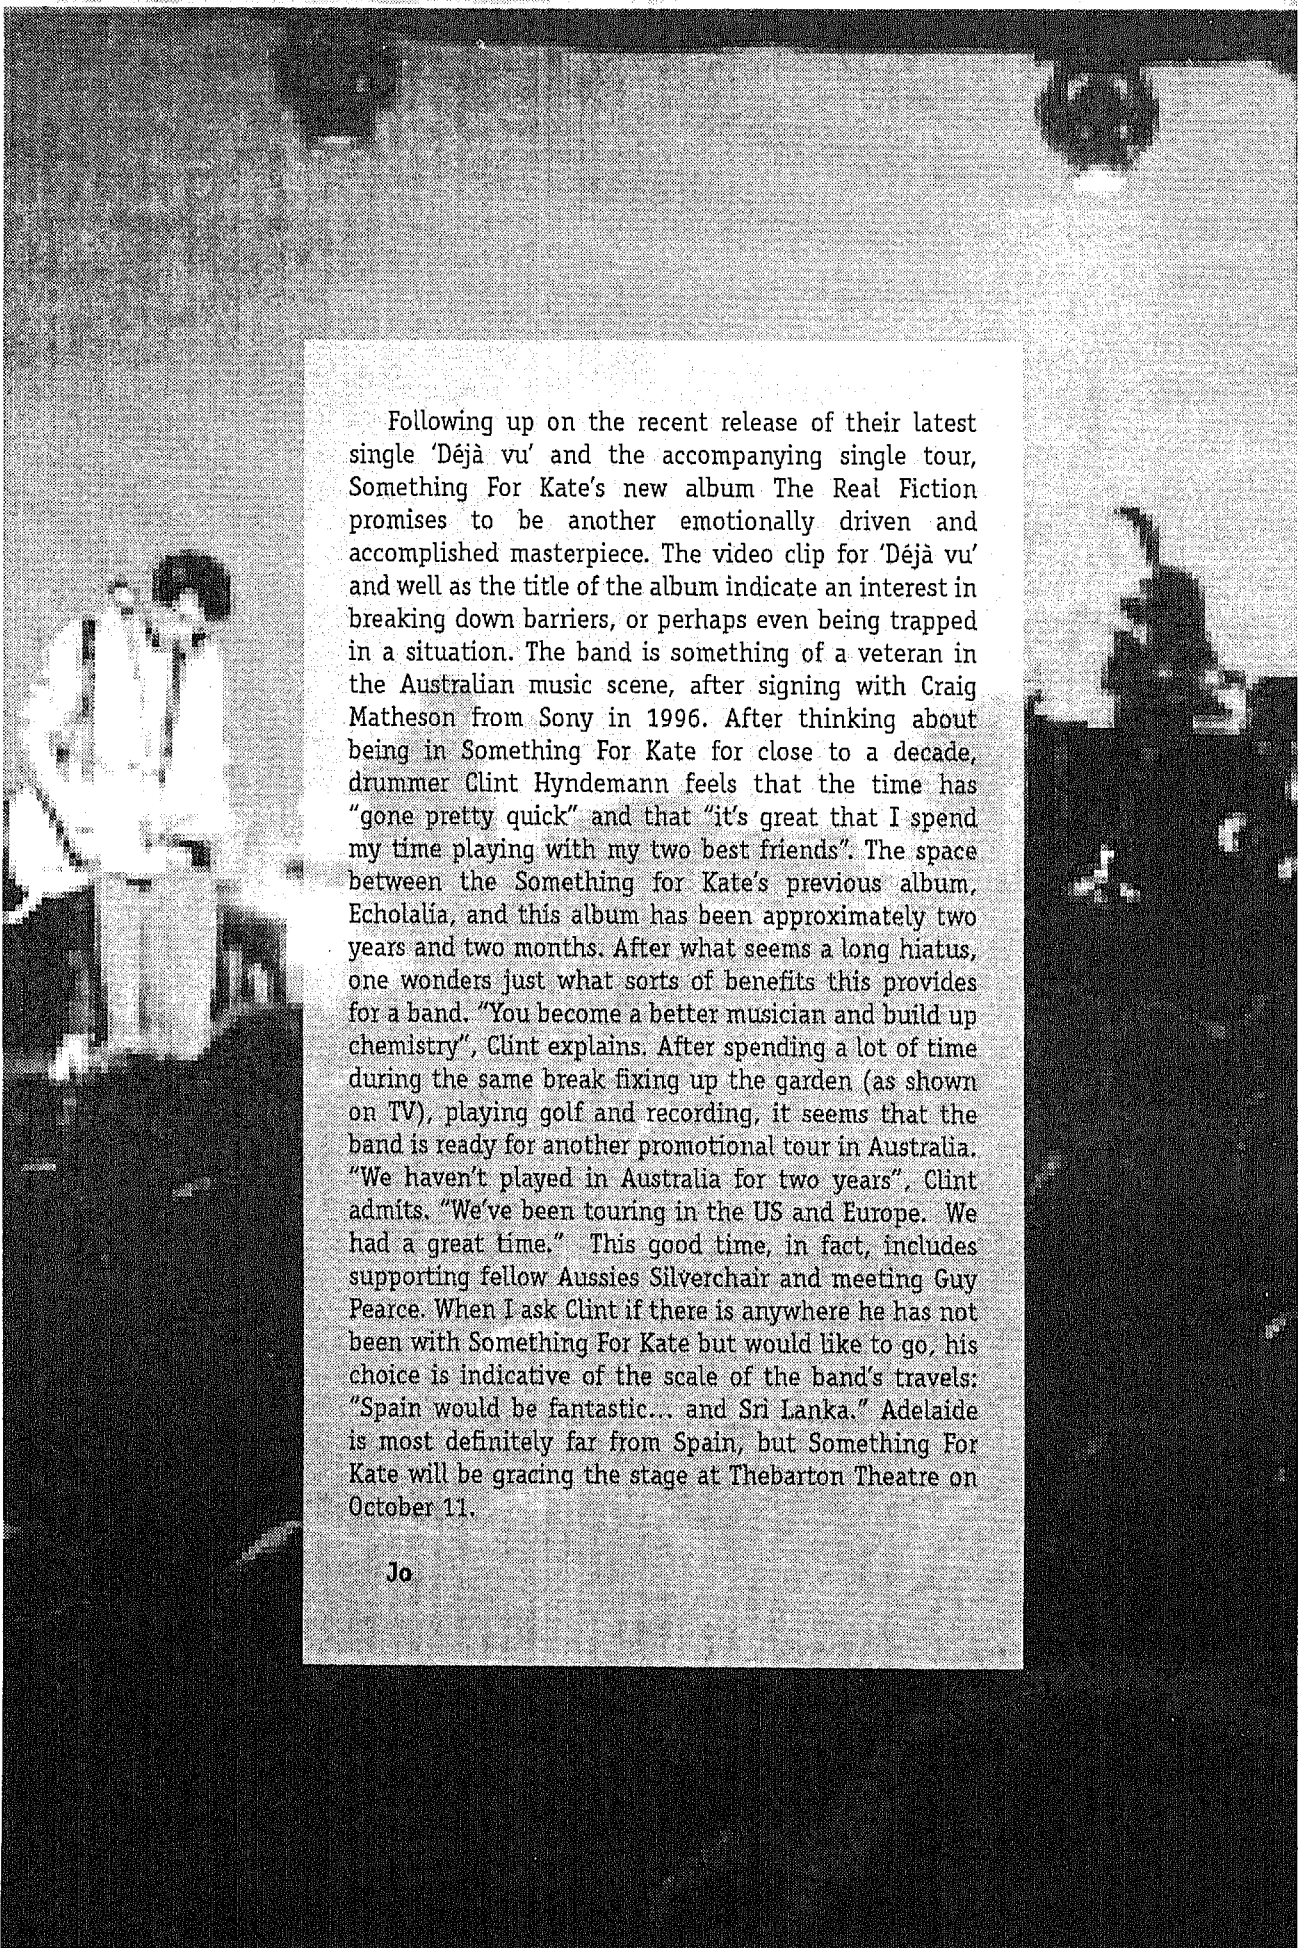 Following up on the recent release of their latest
single ‘Déjà vu’ and the accompanying single tour,
Something For Kate’s new album The Real Fiction
promises to be another emotionally driven and
accomplished masterpiece. The video clip for ‘Déjà vu’
and well as the title of the album indicate an interest in
breaking down barriers, or perhaps even being trapped
in a situation. The band is something of a veteran in
the Australian music scene, after signing with Craig
Matheson from Sony in 1996. After thinking about
being in Something For Kate for close to a decade,
drummer Clint Hyndemann feels that the time has
“gone pretty quick” and that “it’s great that I spend
my time playing with my two best friends”. The space
between the Something for Kate’s previous album,
Echolalia, and this album has been approximately two
years and two months. After what seems a long hiatus,
one wonders just what sorts of benefits this provides
for a band. “You become a better musician and build up
chemistry”, Clint explains. After spending a lot of time
during the same break fixing up the garden (as shown
on TV), playing golf and recording, it seems that the
band is ready for another promotional tour in Australia.
“We haven’t played in Australia for two years”, Clint
admits. “We’ve been touring in the US and Europe. We
had a great time.” This good time, in fact, includes
supporting fellow Aussies Silverchair and meeting Guy
Pearce. When I ask Clint if there is anywhere he has not
been with Something For Kate but would like to go, his
choice is indicative of the scale of the band’s travels:
“Spain would be fantastic... and Sri Lanka.” Adelaide
is most definitely far from Spain, but Something For
Kate will be gracing the stage at Thebarton Theatre on
October 11.
Jo